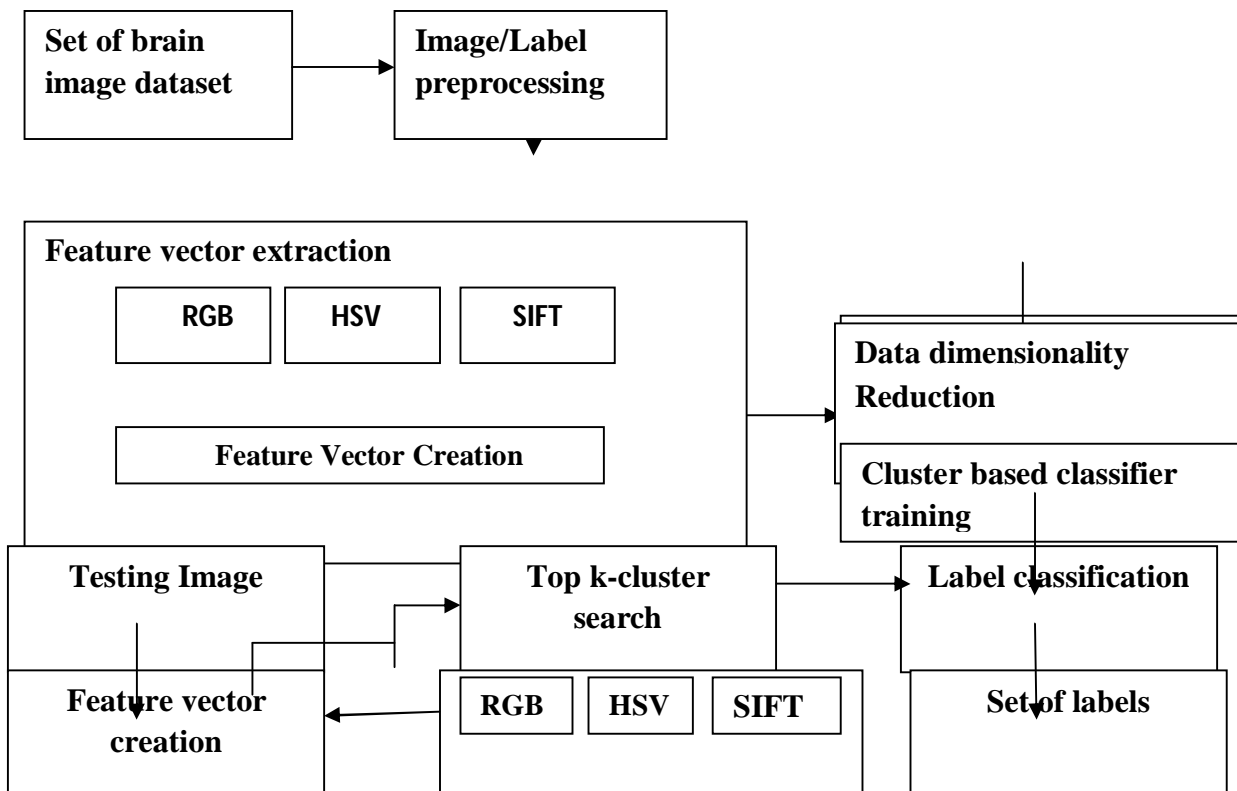 Set of brain
image dataset
Image/Label
preprocessing
Feature vector extraction
RGB
HSV
SIFT
Feature Vector Creation
Data dimensionality
Reduction
Cluster based classifier
training
Testing Image
Top k-cluster
search
Label classification
Feature vector
creation
RGB
HSV
SIFT
Set of labels